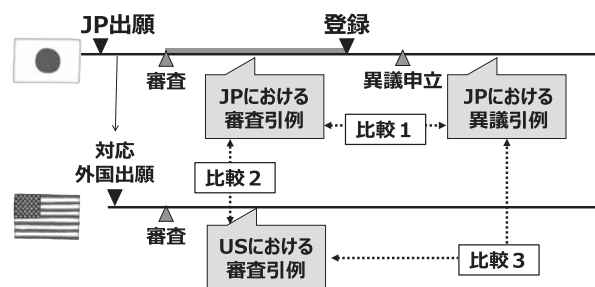 JP出願
登録
審査
異議申立
JPにおける
審査引例
JPにおける
異議引例
比較1
対応
外国出願
比較2
審査
USにおける
審査引例
比較3